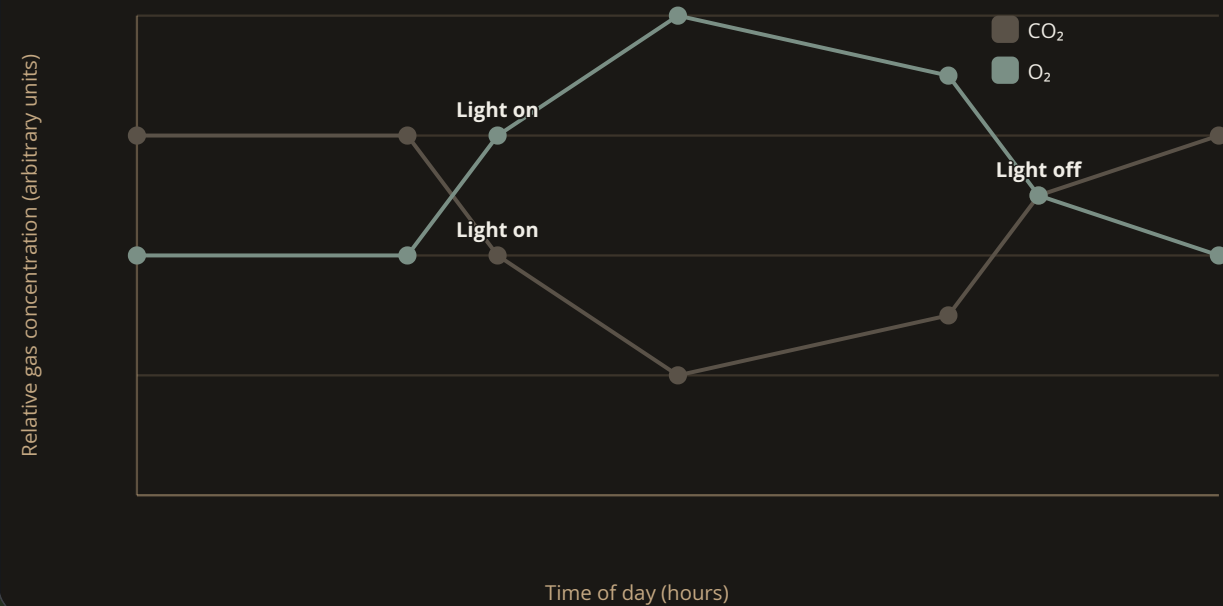 Relative gas concentration (arbitrary units)
CO₂
O₂
Light on
Light off
Light on
Time of day (hours)